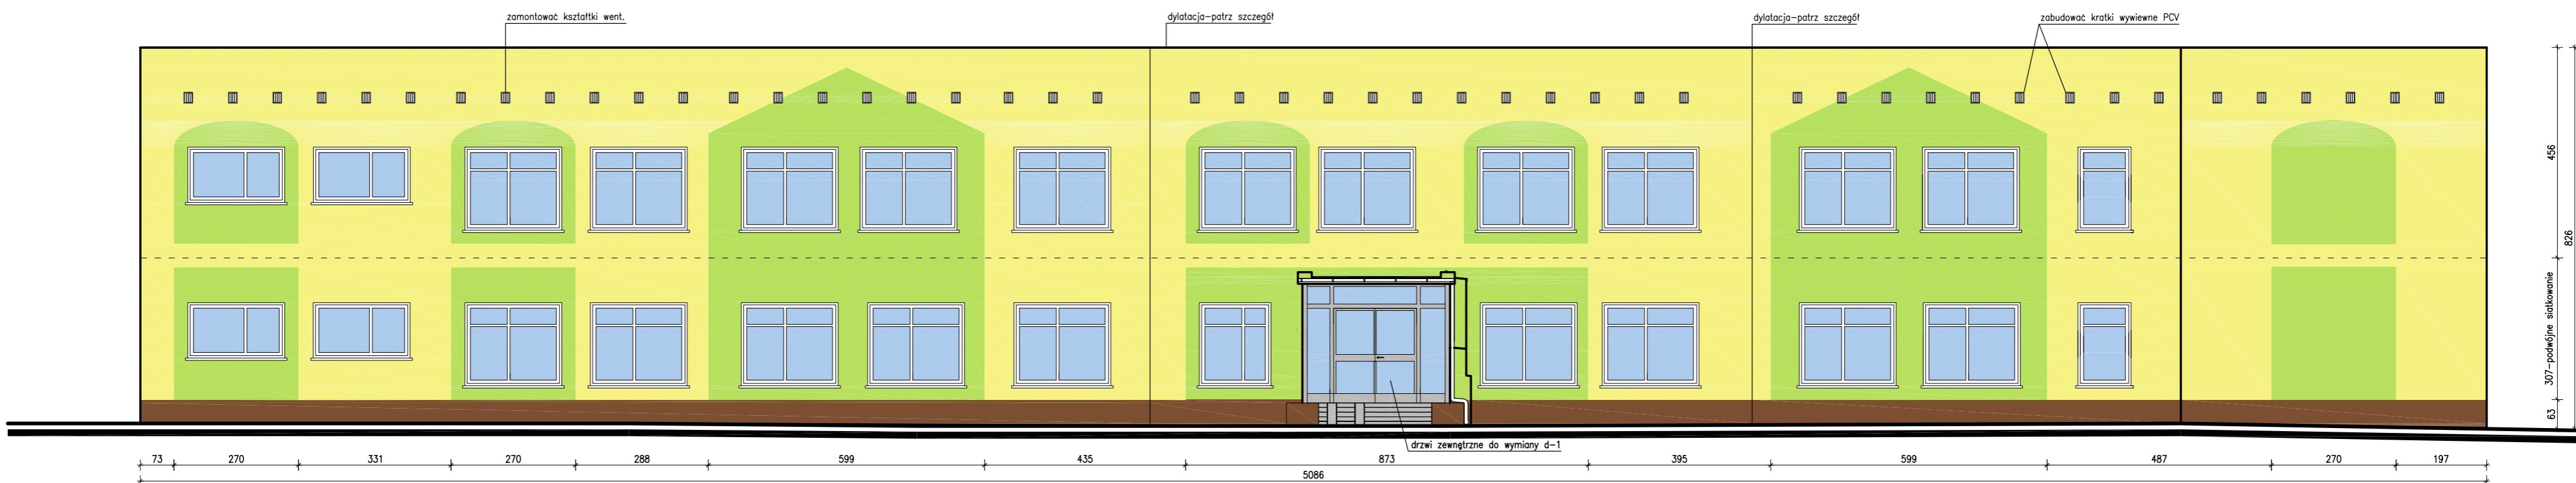 zamontować kształtki went.
dylatacja-patrz szczegół
dylatacja-patrz szczegół
zabudować kratki wywiewne PCV
456
826
307-podwójne siatkowanie
63
drzwi zewnętrzne do wymiany d-1
73 270 331 270 288 599 435 873 395 599 487 270 197
5086